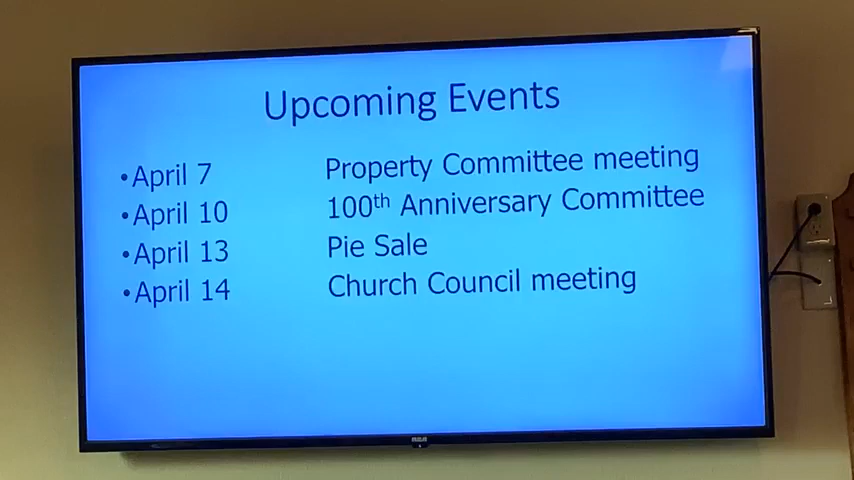 Upcoming Events
•April 7 Property Committee meeting
•April 10 100th Anniversary Committee
•April 13 Pie Sale
•April 14 Church Council meeting
RCA